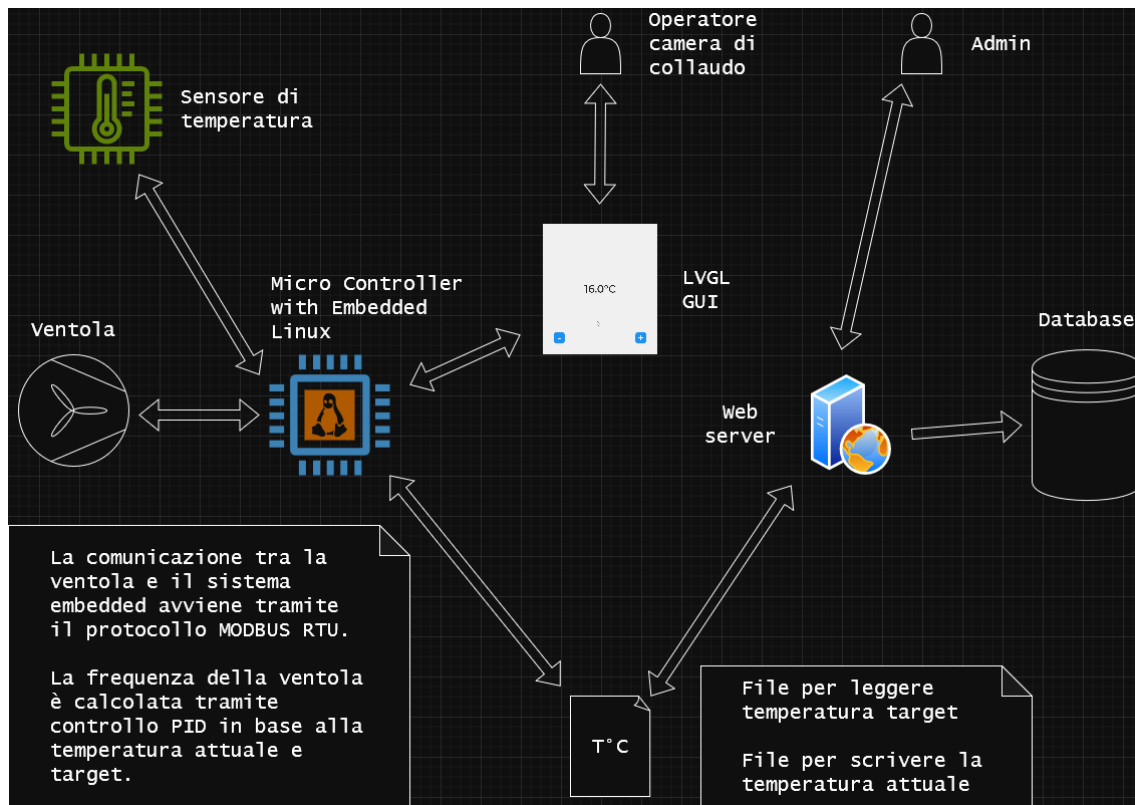 Operatore
camera di
collaudo
Admin
Sensore di
temperatura
Micro Controller
with Embedded
Linux
16.0°C
-
+
LVGL
GUI
Ventola
Database
Web
server
La comunicazione tra la
ventola e il sistema
embedded avviene tramite
il protocollo MODBUS RTU.
La frequenza della ventola
è calcolata tramite
controllo PID in base alla
temperatura attuale e
target.
T°C
File per leggere
temperatura target
File per scrivere la
temperatura attuale